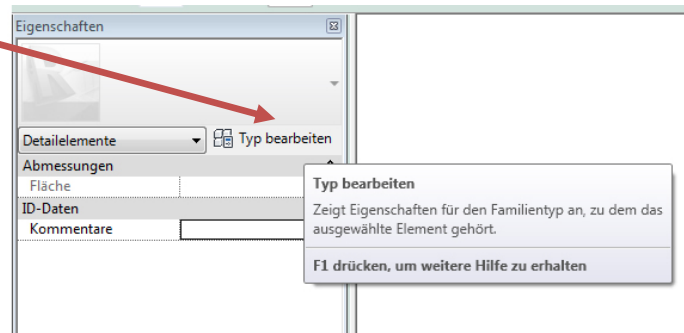 Eigenschaften
Detailelemente Typ bearbeiten
Abmessungen
Fläche
ID-Daten
Kommentare
Typ bearbeiten
Zeigt Eigenschaften für den Familientyp an, zu dem das
ausgewählte Element gehört.
F1 drücken, um weitere Hilfe zu erhalten